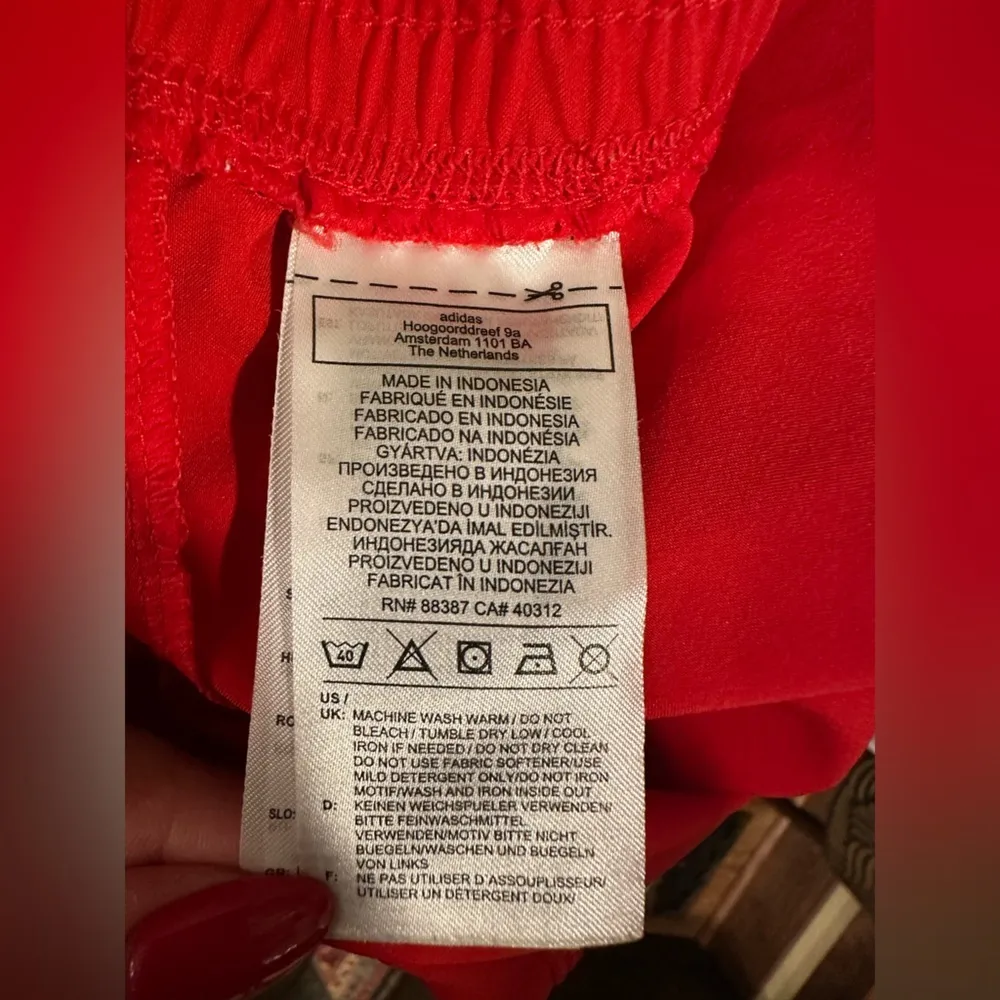 adidas
Hoogoorddreef 9a
Amsterdam 1101 BA
The Netherlands
MADE IN INDONESIA
FABRIQUÉ EN INDONÉSIE
FABRICADO EN INDONESIA
FABRICADO NA INDONÉSIA
GYÁRTVA: INDONÉZIA
ПРОИЗВЕДЕНО В ИНДОНЕЗИЯ
СДЕЛАНО В ИНДОНЕЗИИ
PROIZVEDENO U INDONEZIJI
ENDONEZYA'DA İMAL EDİLMİŞTİR.
ИНДОНЕЗИЯДА ЖАСАЛҒАН
PROIZVEDENO U INDONEZIJI
FABRICAT ÎN INDONEZIA
RN# 88387 CA# 40312
40
US /
UK: MACHINE WASH WARM / DO NOT
BLEACH / TUMBLE DRY LOW / COOL
IRON IF NEEDED / DO NOT DRY CLEAN
DO NOT USE FABRIC SOFTENER/USE
MILD DETERGENT ONLY/DO NOT IRON
MOTIF/WASH AND IRON INSIDE OUT
D: KEINEN WEICHSPUELER VERWENDEN/
BITTE FEINWASCHMITTEL
VERWENDEN/MOTIV BITTE NICHT
BUEGELN/WASCHEN UND BUEGELN
VON LINKS
F: NE PAS UTILISER D'ASSOUPLISSEUR/
UTILISER UN DÉTERGENT DOUX/
SLO: